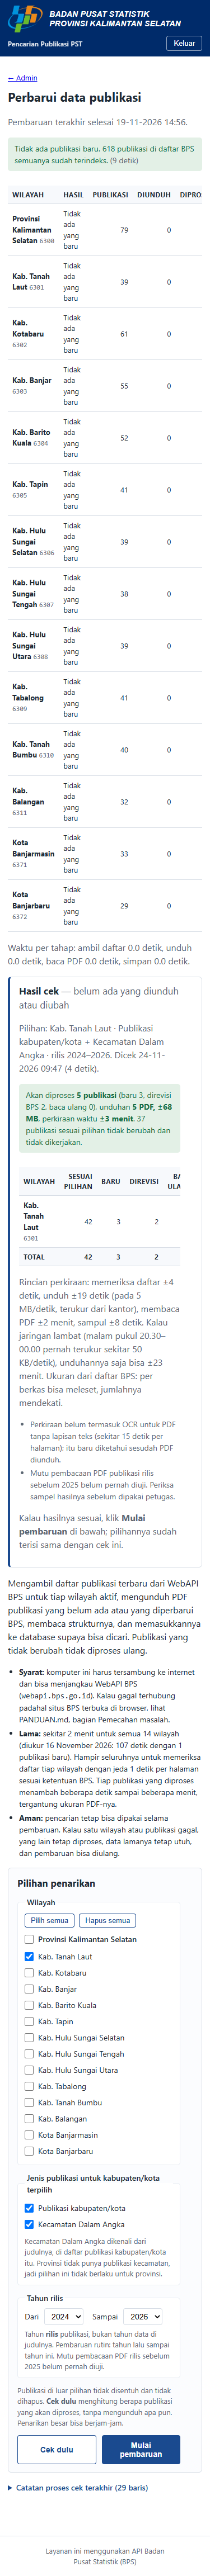 BADAN PUSAT STATISTIK
PROVINSI KALIMANTAN SELATAN
Pencarian Publikasi PST
Keluar
← Admin
Perbarui data publikasi
Pembaruan terakhir selesai 19-11-2026 14:56.
Tidak ada publikasi baru. 618 publikasi di daftar BPS
semuanya sudah terindeks. (9 detik)
WILAYAH HASIL PUBLIKASI DIUNDUH DIPROS
Provinsi Kalimantan Selatan 6300 Tidak ada yang baru 79 0
Kab. Tanah Laut 6301 Tidak ada yang baru 39 0
Kab. Kotabaru 6302 Tidak ada yang baru 61 0
Kab. Banjar 6303 Tidak ada yang baru 55 0
Kab. Barito Kuala 6304 Tidak ada yang baru 52 0
Kab. Tapin 6305 Tidak ada yang baru 41 0
Kab. Hulu Sungai Selatan 6306 Tidak ada yang baru 39 0
Kab. Hulu Sungai Tengah 6307 Tidak ada yang baru 38 0
Kab. Hulu Sungai Utara 6308 Tidak ada yang baru 39 0
Kab. Tabalong 6309 Tidak ada yang baru 41 0
Kab. Tanah Bumbu 6310 Tidak ada yang baru 40 0
Kab. Balangan 6311 Tidak ada yang baru 32 0
Kota Banjarmasin 6371 Tidak ada yang baru 33 0
Kota Banjarbaru 6372 Tidak ada yang baru 29 0
Waktu per tahap: ambil daftar 0.0 detik, unduh
0.0 detik, baca PDF 0.0 detik, simpan 0.0 detik.
Hasil cek — belum ada yang diunduh
atau diubah
Pilihan: Kab. Tanah Laut · Publikasi
kabupaten/kota + Kecamatan Dalam
Angka · rilis 2024–2026. Dicek 24-11-
2026 09:47 (4 detik).
Akan diproses 5 publikasi (baru 3, direvisi
BPS 2, baca ulang 0). unduhan 5 PDF, ±68
MB. perkiraan waktu ±3 menit. 37
publikasi sesuai pilihan tidak berubah dan
tidak dikerjakan.
WILAYAH SESUAI PILIHAN BARU DIREVISI BA ULA
Kab. Tanah Laut 6301 42 3 2
TOTAL 42 3 2
Rincian perkiraan: memeriksa daftar ±4
detik, unduh ±19 detik (pada 5
MB/detik, terukur dari kantor), membaca
PDF ±2 menit, sampul ±8 detik. Kalau
jaringan lambat (malam pukul 20.30–
00.00 pernah terukur sekitar 50
KB/detik), unduhannya saja bisa ±23
menit. Ukuran dari daftar BPS: per
berkas bisa meleset, jumlahnya
mendekati.
• Perkiraan belum termasuk OCR untuk PDF
tanpa lapisan teks (sekitar 15 detik per
halaman); itu baru diketahui sesudah PDF
diunduh.
• Mutu pembacaan PDF publikasi rilis
sebelum 2025 belum pernah diuji. Periksa
sampel hasilnya sebelum dipakai petugas.
Kalau hasilnya sesuai, klik Mulai
pembaruan di bawah; pilihannya sudah
terisi sama dengan cek ini.
Mengambil daftar publikasi terbaru dari WebAPI
BPS untuk tiap wilayah aktif, mengunduh PDF
publikasi yang belum ada atau yang diperbarui
BPS, membaca strukturnya, dan memasukkannya
ke database supaya bisa dicari. Publikasi yang
tidak berubah tidak diproses ulang.
• Syarat: komputer ini harus tersambung ke internet
dan bisa menjangkau WebAPI BPS
(webapi.bps.go.id). Kalau gagal terhubung
padahal situs BPS terbuka di browser, lihat
PANDUAN.md, bagian Pemecahan masalah.
• Lama: sekitar 2 menit untuk semua 14 wilayah
(diukur 16 November 2026: 107 detik dengan 1
publikasi baru). Hampir seluruhnya untuk memeriksa
daftar tiap wilayah dengan jeda 1 detik per halaman
sesuai ketentuan BPS. Tiap publikasi yang diproses
menambah beberapa detik sampai beberapa menit,
tergantung ukuran PDF-nya.
• Aman: pencarian tetap bisa dipakai selama
pembaruan. Kalau satu wilayah atau publikasi gagal,
yang lain tetap diproses, data lamanya tetap utuh,
dan pembaruan bisa diulang.
Pilihan penarikan
Wilayah
Pilih semua
Hapus semua
Provinsi Kalimantan Selatan
Kab. Tanah Laut
Kab. Kotabaru
Kab. Banjar
Kab. Barito Kuala
Kab. Tapin
Kab. Hulu Sungai Selatan
Kab. Hulu Sungai Tengah
Kab. Hulu Sungai Utara
Kab. Tabalong
Kab. Tanah Bumbu
Kab. Balangan
Kota Banjarmasin
Kota Banjarbaru
Jenis publikasi untuk kabupaten/kota
terpilih
Publikasi kabupaten/kota
Kecamatan Dalam Angka
Kecamatan Dalam Angka dikenali dari
judulnya, di daftar publikasi kabupaten/kota
itu. Provinsi tidak punya publikasi kecamatan,
jadi pilihan ini tidak berlaku untuk provinsi.
Tahun rilis
Dari 2024 Sampai 2026
Tahun rilis publikasi, bukan tahun data di
judulnya. Pembaruan rutin: tahun lalu sampai
tahun ini. Mutu pembacaan PDF rilis sebelum
2025 belum pernah diuji.
Publikasi di luar pilihan tidak disentuh dan tidak
dihapus. Cek dulu menghitung berapa publikasi
yang akan diproses, tanpa mengunduh apa pun.
Penarikan besar bisa berjam-jam.
Cek dulu
Mulai pembaruan
▶ Catatan proses cek terakhir (29 baris)
Layanan ini menggunakan API Badan
Pusat Statistik (BPS)